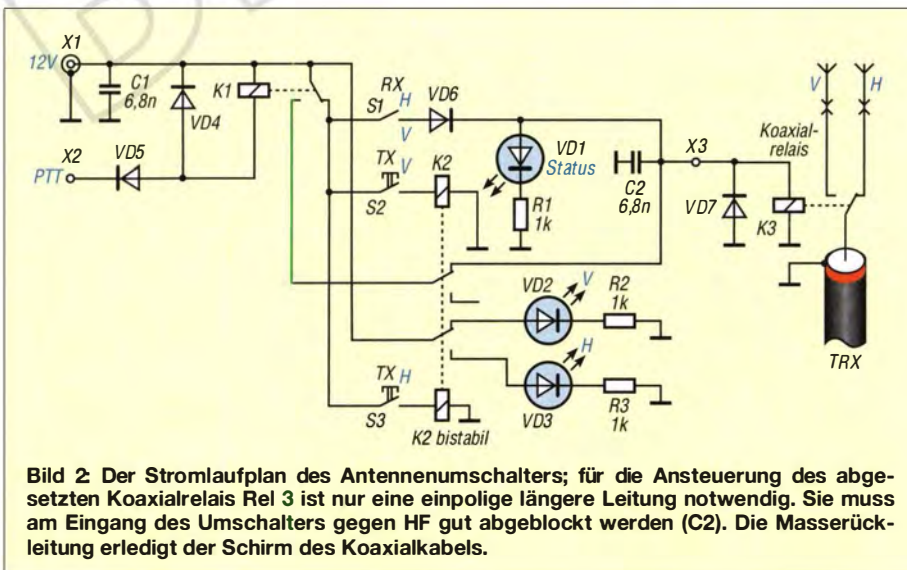 X1
12V
C1
6,8n
VD4
K1
X2
PTT
VD5
RX
S1
H
V
VD6
TX
V
S2
K2
VD1
Status
R1
1k
C2
6,8n
X3
VD7
K3
Koaxial-
relais
V
H
TRX
VD2
V
R2
1k
VD3
H
R3
1k
TX
H
S3
K2 bistabil
Bild 2: Der Stromlaufplan des Antennenumschalters; für die Ansteuerung des abge-
setzten Koaxialrelais Rel 3 ist nur eine einpolige längere Leitung notwendig. Sie muss
am Eingang des Umschalters gegen HF gut abgeblockt werden (C2). Die Masserück-
leitung erledigt der Schirm des Koaxialkabels.